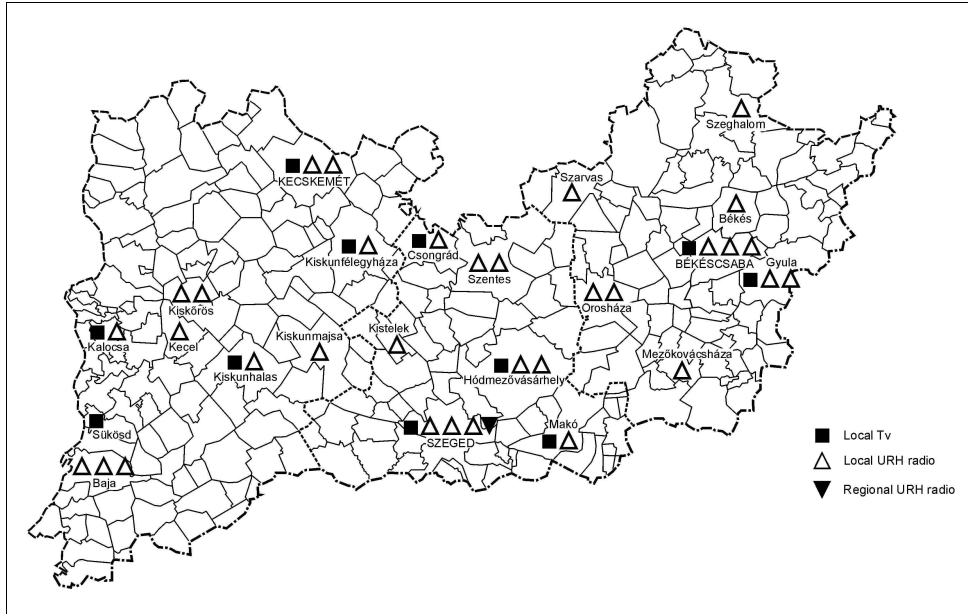 Szeghalom
KECSKEMÉT
Szarvas
Békés
Kiskunfélegyháza
Csongrád
BÉKÉSCSABA
Gyula
Szentes
Kiskőrös
Orosháza
Kalocsa
Kecel
Kiskunmajsa
Kistelek
Mezőkovácsháza
Kiskunhalas
Hódmezővásárhely
Sükösd
SZEGED
Makó
Baja
Local Tv
Local URH radio
Regional URH radio